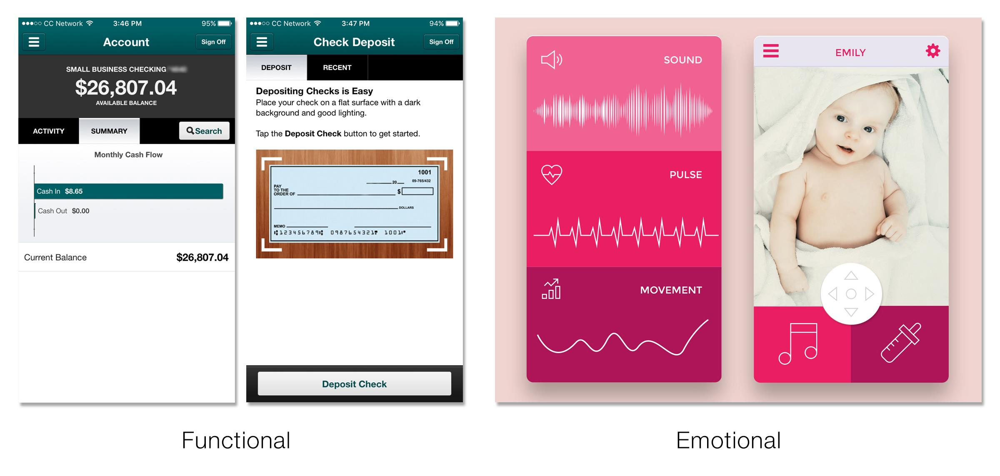 CC Network 3:46 PM 95%
Account
Sign Off
SMALL BUSINESS CHECKING
$26,807.04
AVAILABLE BALANCE
ACTIVITY
SUMMARY
Search
Monthly Cash Flow
Cash In $8.65
Cash Out $0.00
Current Balance $26,807.04
CC Network 3:47 PM 94%
Check Deposit
Sign Off
DEPOSIT
RECENT
Depositing Checks is Easy
Place your check on a flat surface with a dark
background and good lighting.
Tap the Deposit Check button to get started.
1001
20
09-765/432
PAY
TO THE
ORDER OF
$
DOLLARS
MEMO
⑆123456789⑆ 0987654321⑈ 1001⑈
Deposit Check
Functional
SOUND
PULSE
MOVEMENT
EMILY
Emotional